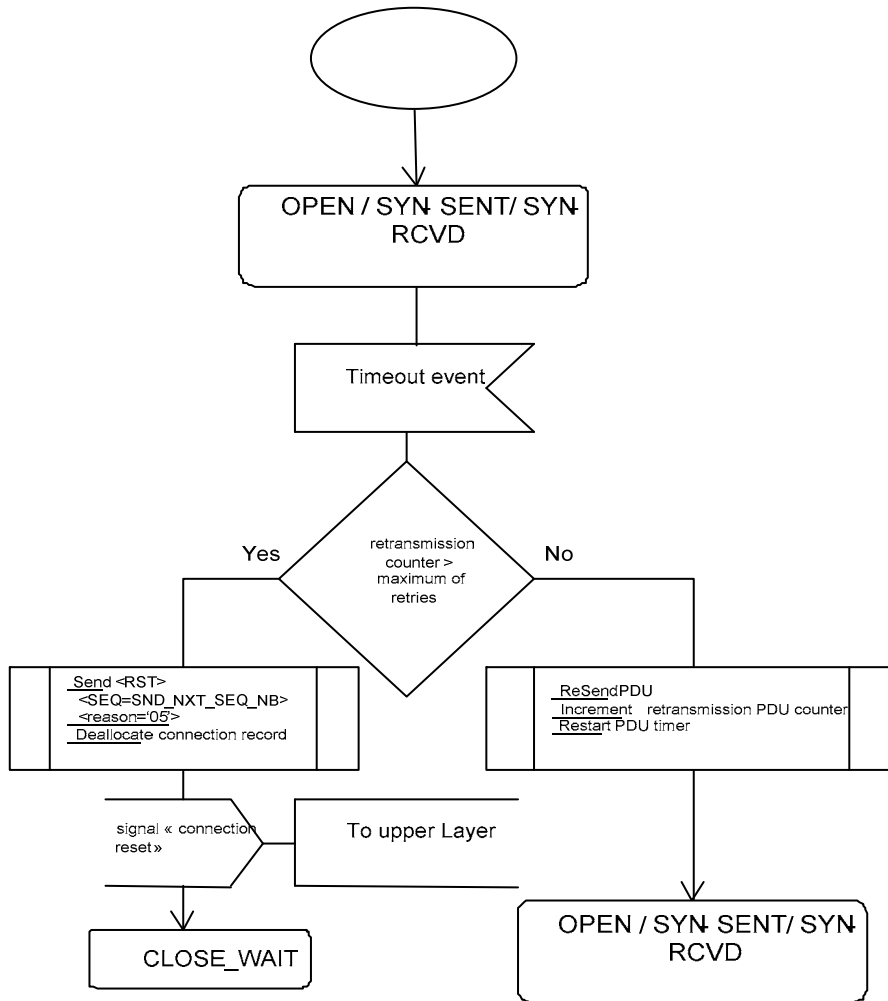 OPEN / SYN- SENT/ SYN-
RCVD
Timeout event
retransmission
counter >
maximum of
retries
Yes
No
Send <RST>
<SEQ=SND_NXT_SEQ_NB>
<reason='05'>
Deallocate connection record
ReSendPDU
Increment retransmission PDU counter
Restart PDU timer
signal « connection
reset »
To upper Layer
CLOSE_WAIT
OPEN / SYN- SENT/ SYN-
RCVD